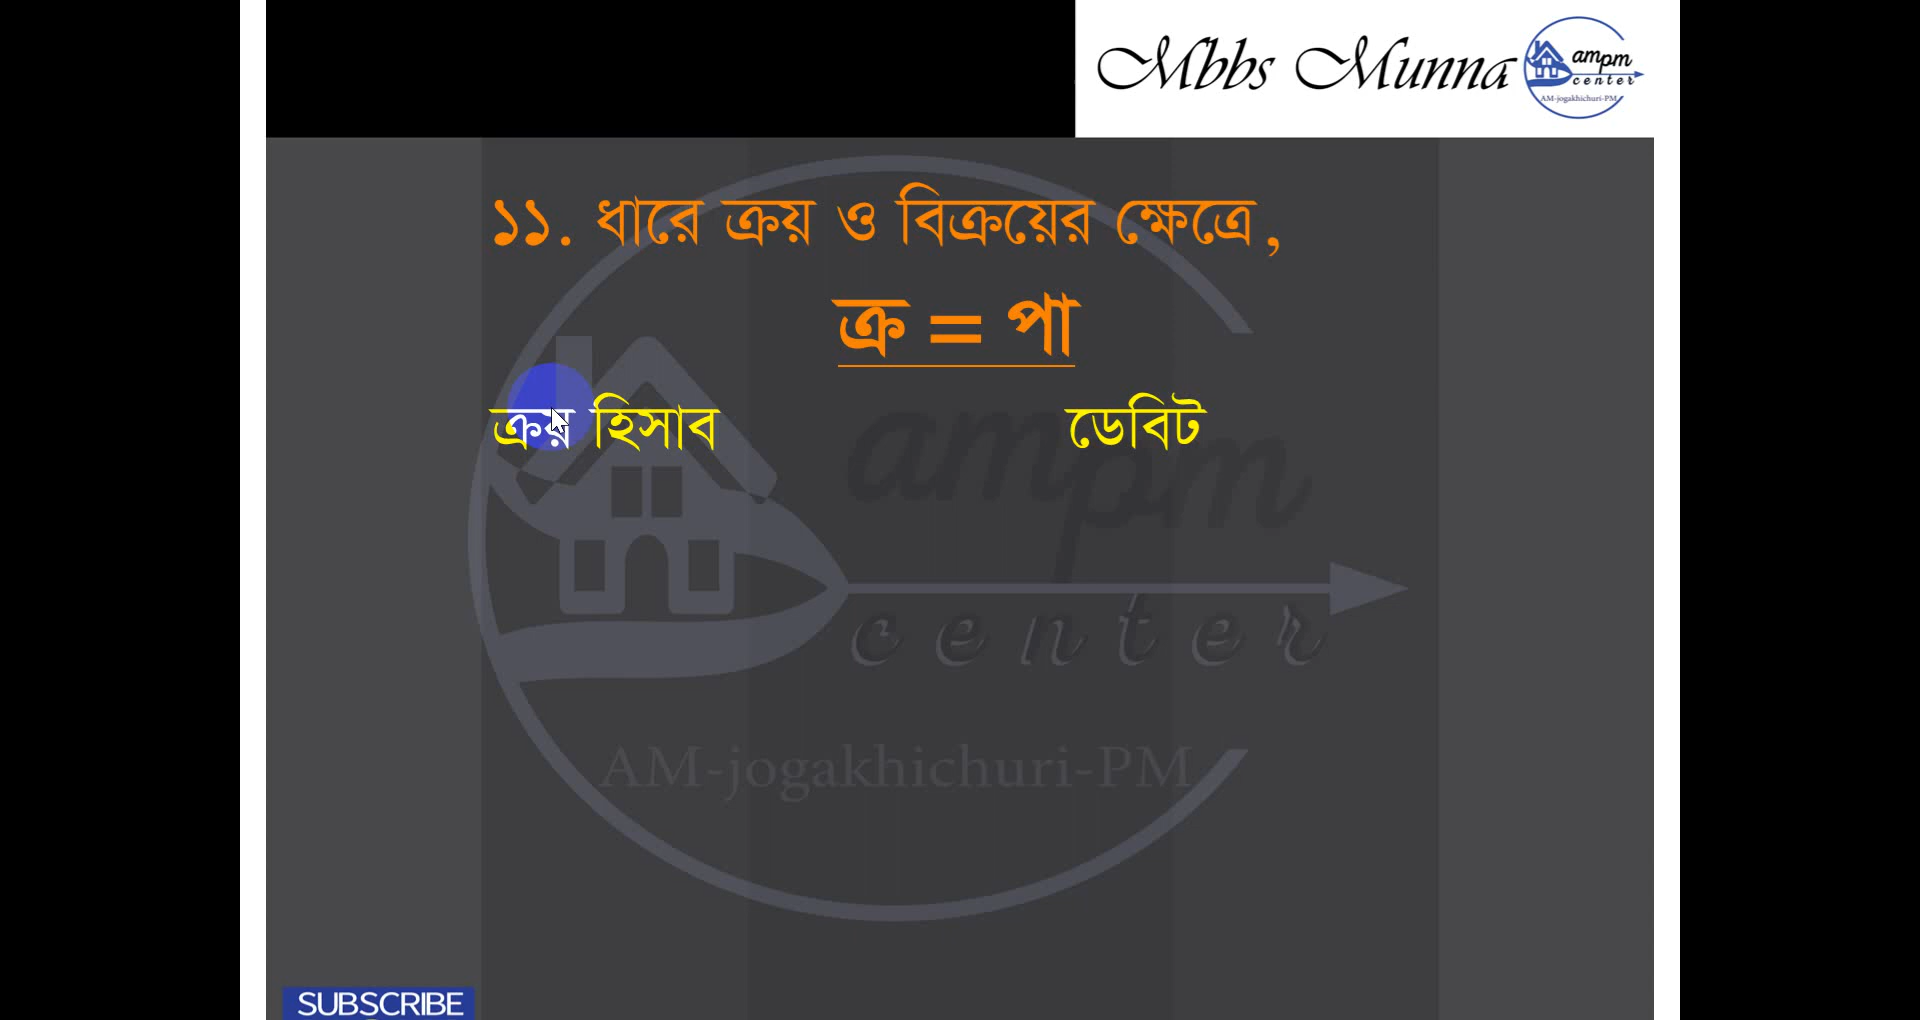 Mbbs Munna
ampm
center
AM-jogakhichuri-PM
১১. ধারে ক্রয় ও বিক্রয়ের ক্ষেত্রে,
ক্র = পা
ক্রয় হিসাব ডেবিট
ampm
center
AM-jogakhichuri-PM
SUBSCRIBE